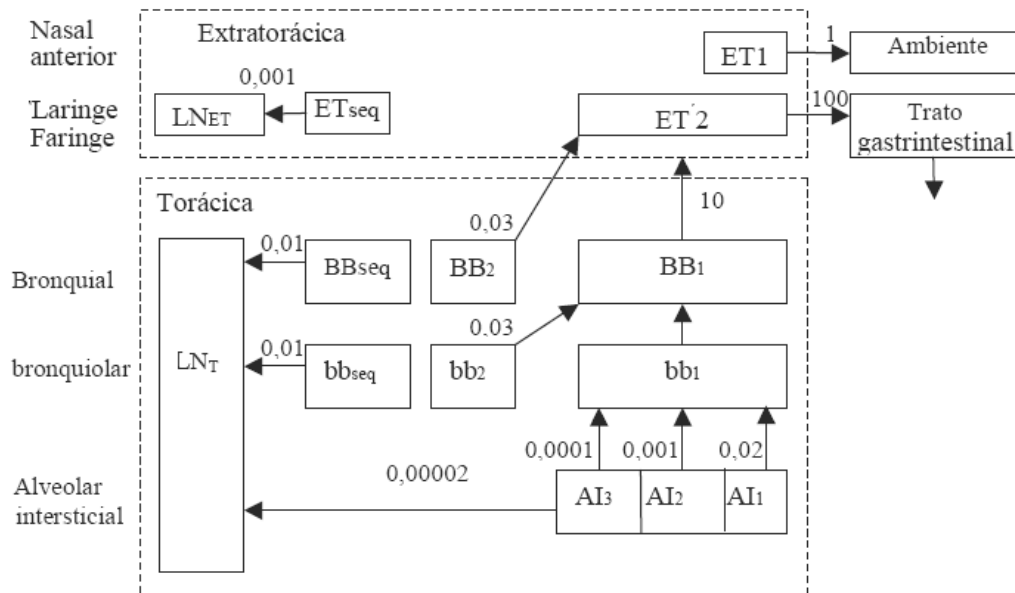 Nasal
anterior
Extratorácica
ET1
1
Ambiente
'Laringe
Faringe
LNET
0,001
ETseq
ET´2
100
Trato
gastrintestinal
Torácica
10
Bronquial
0,01
BBseq
0,03
BB2
BB1
bronquiolar
LNT
0,01
bbseq
0,03
bb2
bb1
Alveolar
intersticial
0,00002
0,0001
0,001
0,02
AI3
AI2
AI1